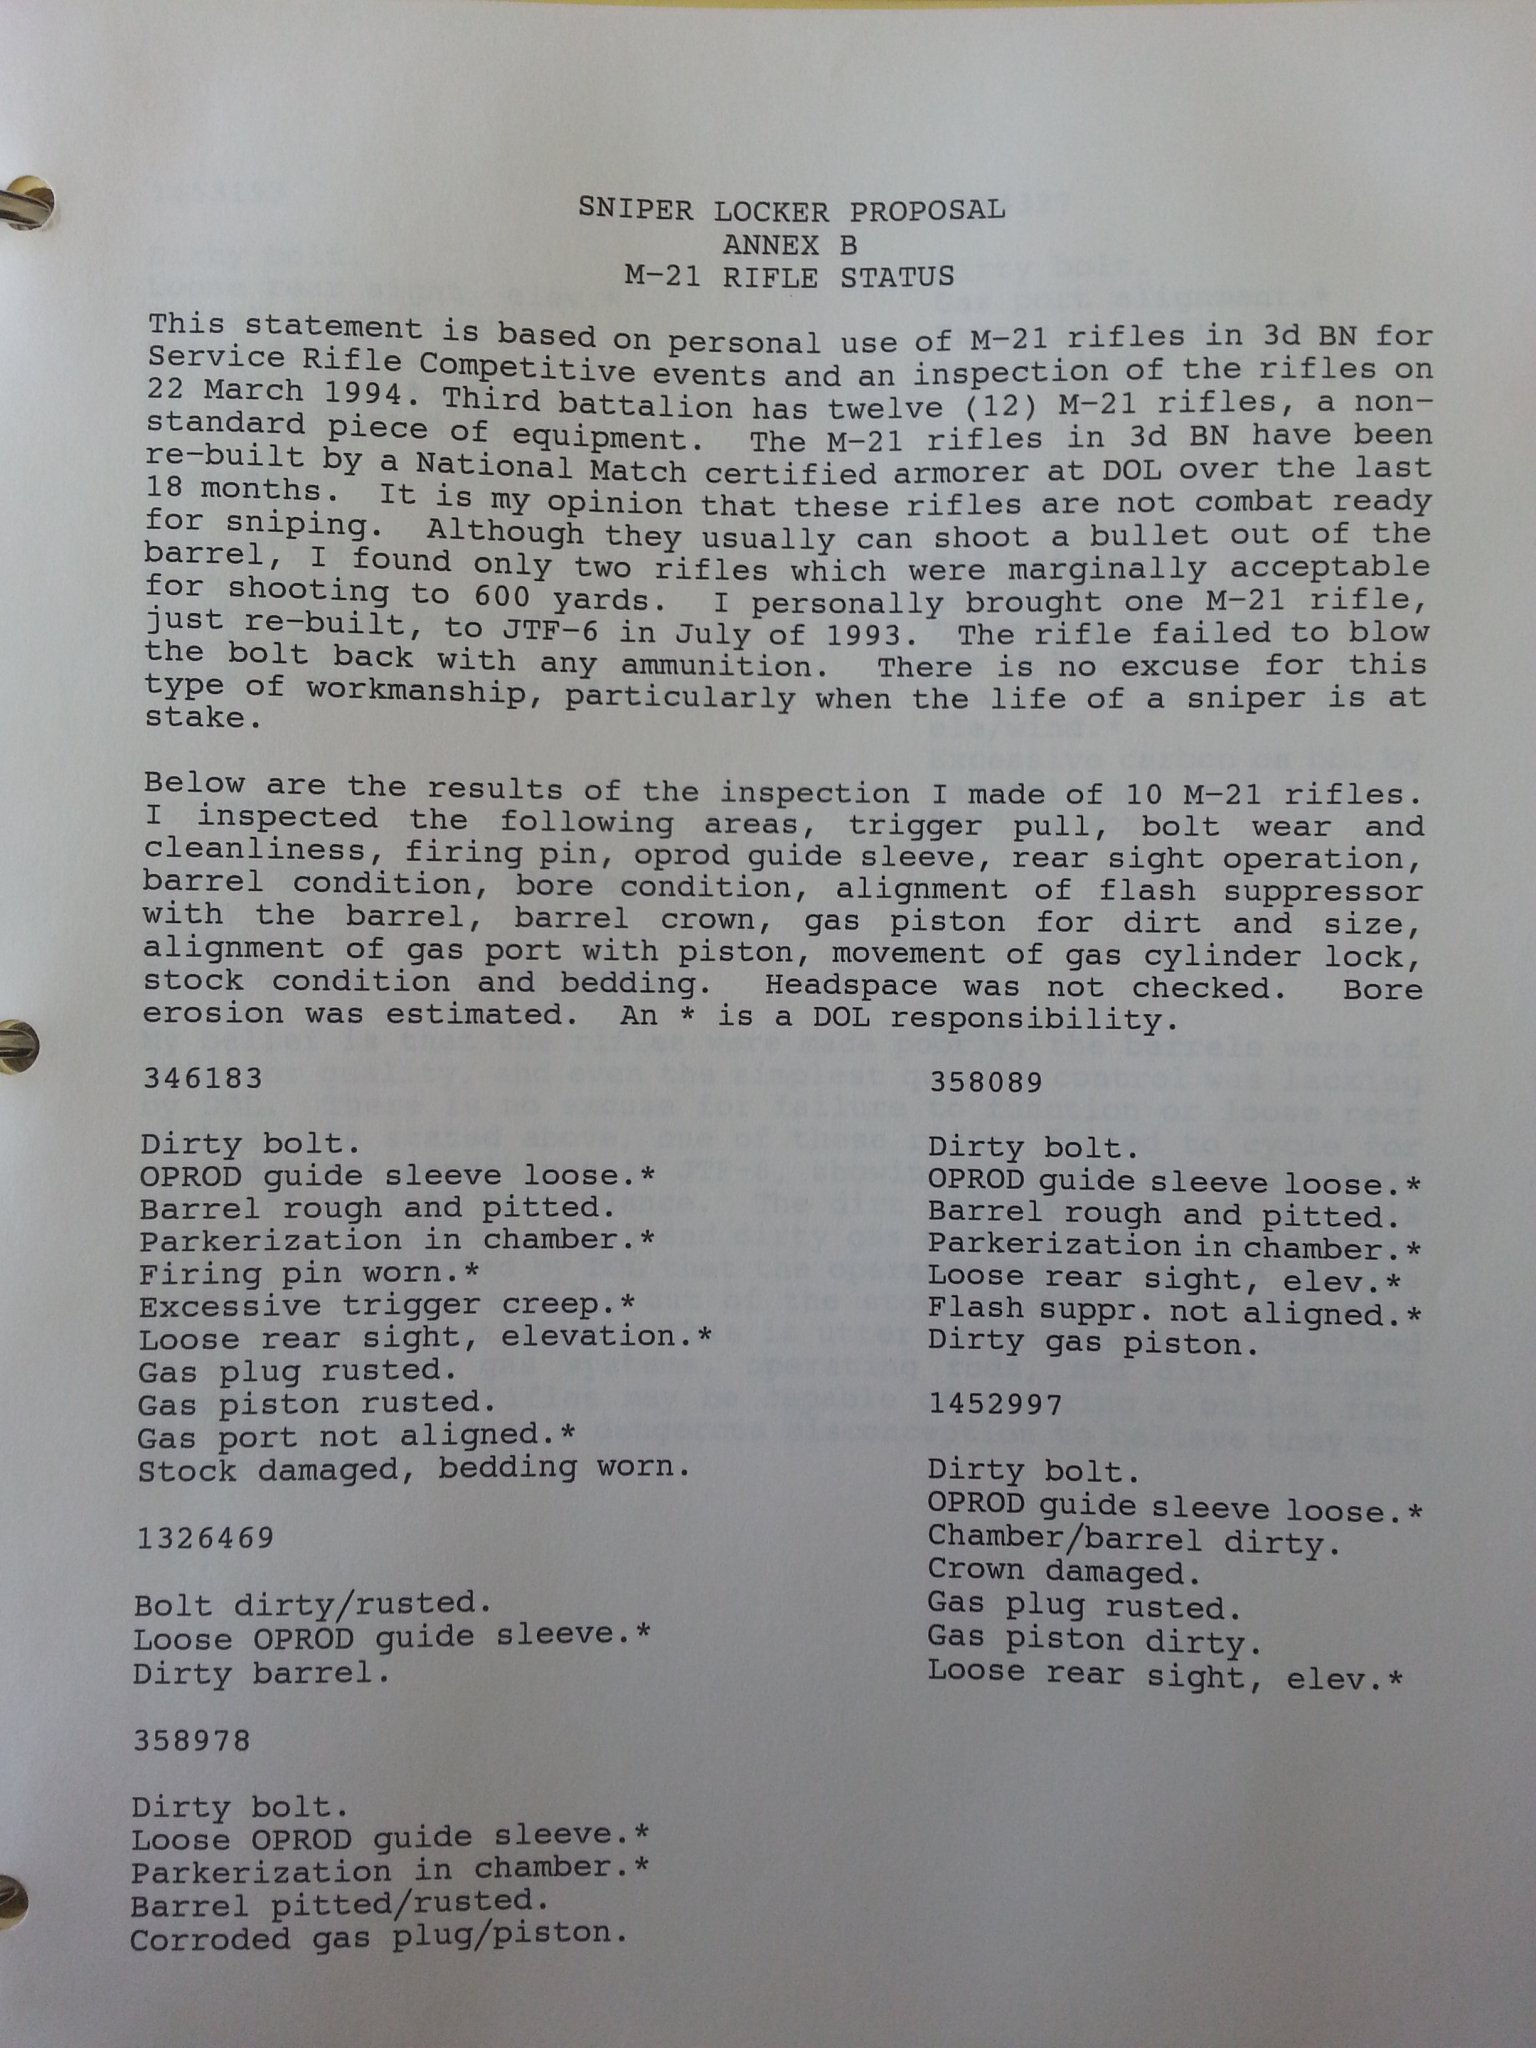 SNIPER LOCKER PROPOSAL
ANNEX B
M-21 RIFLE STATUS
This statement is based on personal use of M-21 rifles in 3d BN for
Service Rifle Competitive events and an inspection of the rifles on
22 March 1994. Third battalion has twelve (12) M-21 rifles, a non-
standard piece of equipment. The M-21 rifles in 3d BN have been
re-built by a National Match certified armorer at DOL over the last
18 months. It is my opinion that these rifles are not combat ready
for sniping. Although they usually can shoot a bullet out of the
barrel, I found only two rifles which were marginally acceptable
for shooting to 600 yards. I personally brought one M-21 rifle,
just re-built, to JTF-6 in July of 1993. The rifle failed to blow
the bolt back with any ammunition. There is no excuse for this
type of workmanship, particularly when the life of a sniper is at
stake.
Below are the results of the inspection I made of 10 M-21 rifles.
I inspected the following areas, trigger pull, bolt wear and
cleanliness, firing pin, oprod guide sleeve, rear sight operation,
barrel condition, bore condition, alignment of flash suppressor
with the barrel, barrel crown, gas piston for dirt and size,
alignment of gas port with piston, movement of gas cylinder lock,
stock condition and bedding. Headspace was not checked. Bore
erosion was estimated. An * is a DOL responsibility.
346183
Dirty bolt.
OPROD guide sleeve loose.*
Barrel rough and pitted.
Parkerization in chamber.*
Firing pin worn.*
Excessive trigger creep.*
Loose rear sight, elevation.*
Gas plug rusted.
Gas piston rusted.
Gas port not aligned.*
Stock damaged, bedding worn.
1326469
Bolt dirty/rusted.
Loose OPROD guide sleeve.*
Dirty barrel.
358978
Dirty bolt.
Loose OPROD guide sleeve.*
Parkerization in chamber.*
Barrel pitted/rusted.
Corroded gas plug/piston.
358089
Dirty bolt.
OPROD guide sleeve loose.*
Barrel rough and pitted.
Parkerization in chamber.*
Loose rear sight, elev.*
Flash suppr. not aligned.*
Dirty gas piston.
1452997
Dirty bolt.
OPROD guide sleeve loose.*
Chamber/barrel dirty.
Crown damaged.
Gas plug rusted.
Gas piston dirty.
Loose rear sight, elev.*